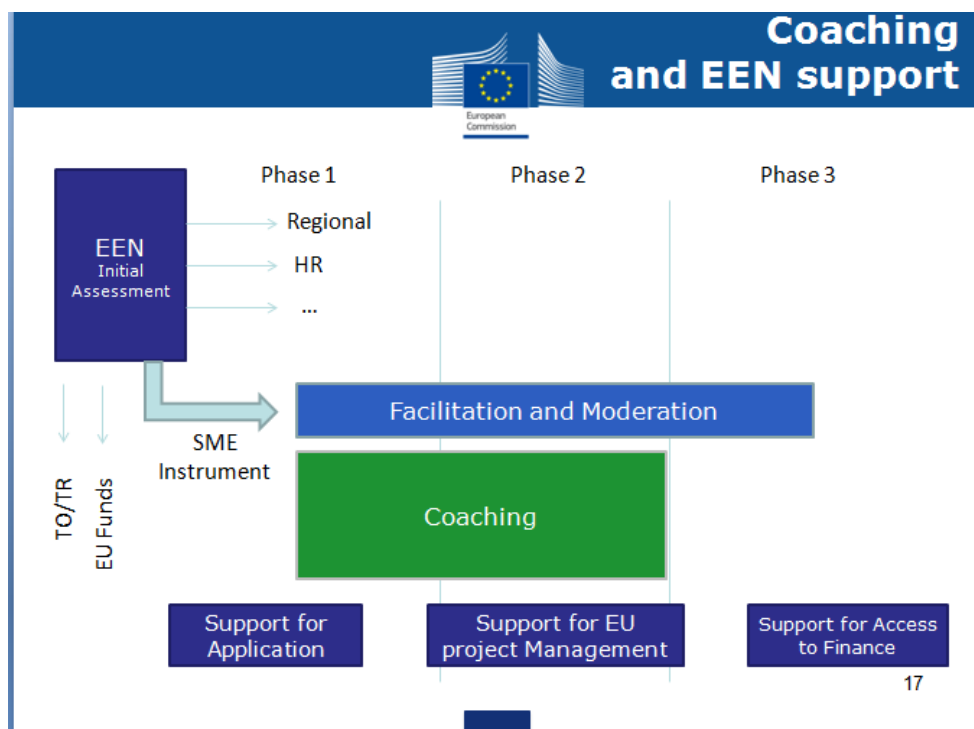 Coaching
and EEN support
European
Commission
Phase 1
Phase 2
Phase 3
EEN
Initial
Assessment
Regional
HR
...
Facilitation and Moderation
SME
Instrument
TO/TR
EU Funds
Coaching
Support for
Application
Support for EU
project Management
Support for Access
to Finance
17